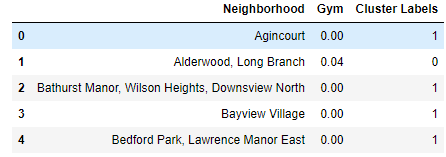 Neighborhood Gym Cluster Labels
0 Agincourt 0.00 1
1 Alderwood, Long Branch 0.04 0
2 Bathurst Manor, Wilson Heights, Downsview North 0.00 1
3 Bayview Village 0.00 1
4 Bedford Park, Lawrence Manor East 0.00 1